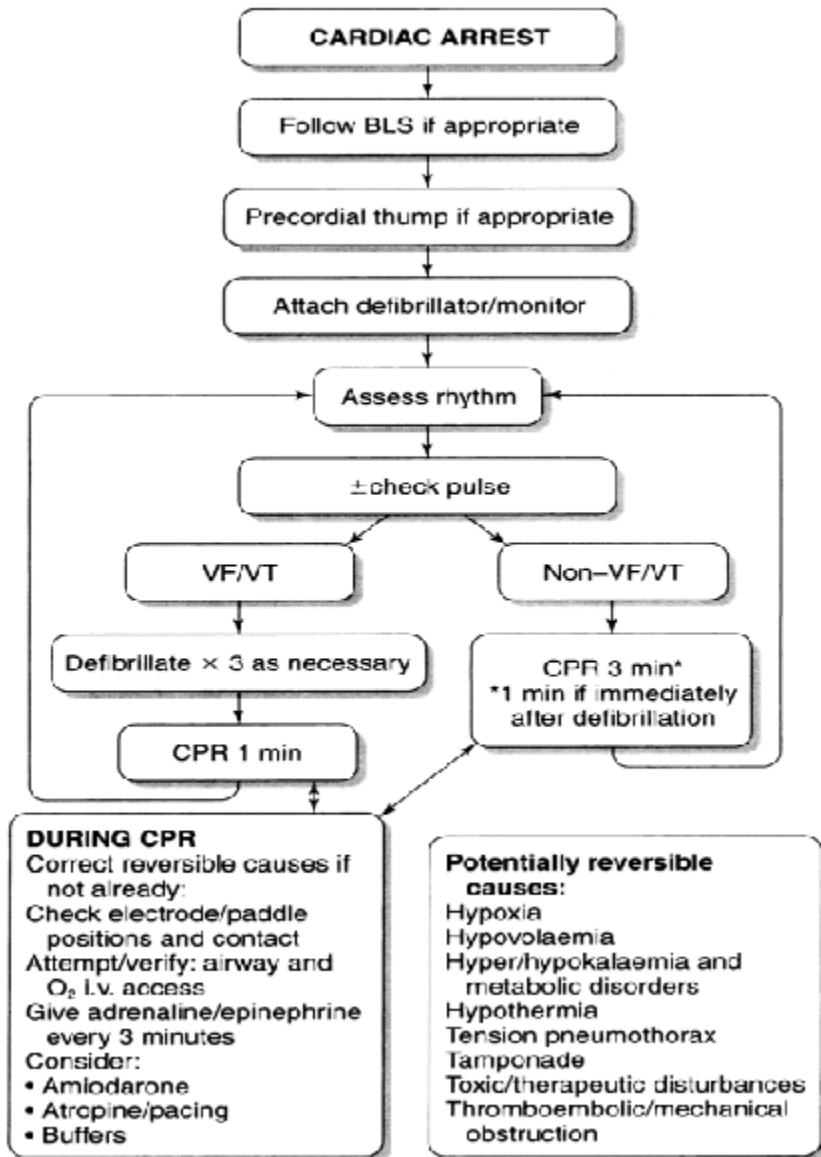 CARDIAC ARREST
Follow BLS if appropriate
Precordial thump if appropriate
Attach defibrillator/monitor
Assess rhythm
±check pulse
VF/VT
Non–VF/VT
Defibrillate × 3 as necessary
CPR 3 min*
*1 min if immediately
after defibrillation
CPR 1 min
DURING CPR
Correct reversible causes if
not already:
Check electrode/paddle
positions and contact
Attempt/verify: airway and
O₂ i.v. access
Give adrenaline/epinephrine
every 3 minutes
Consider:
• Amiodarone
• Atropine/pacing
• Buffers
Potentially reversible
causes:
Hypoxia
Hypovolaemia
Hyper/hypokalaemia and
metabolic disorders
Hypothermia
Tension pneumothorax
Tamponade
Toxic/therapeutic disturbances
Thromboembolic/mechanical
obstruction